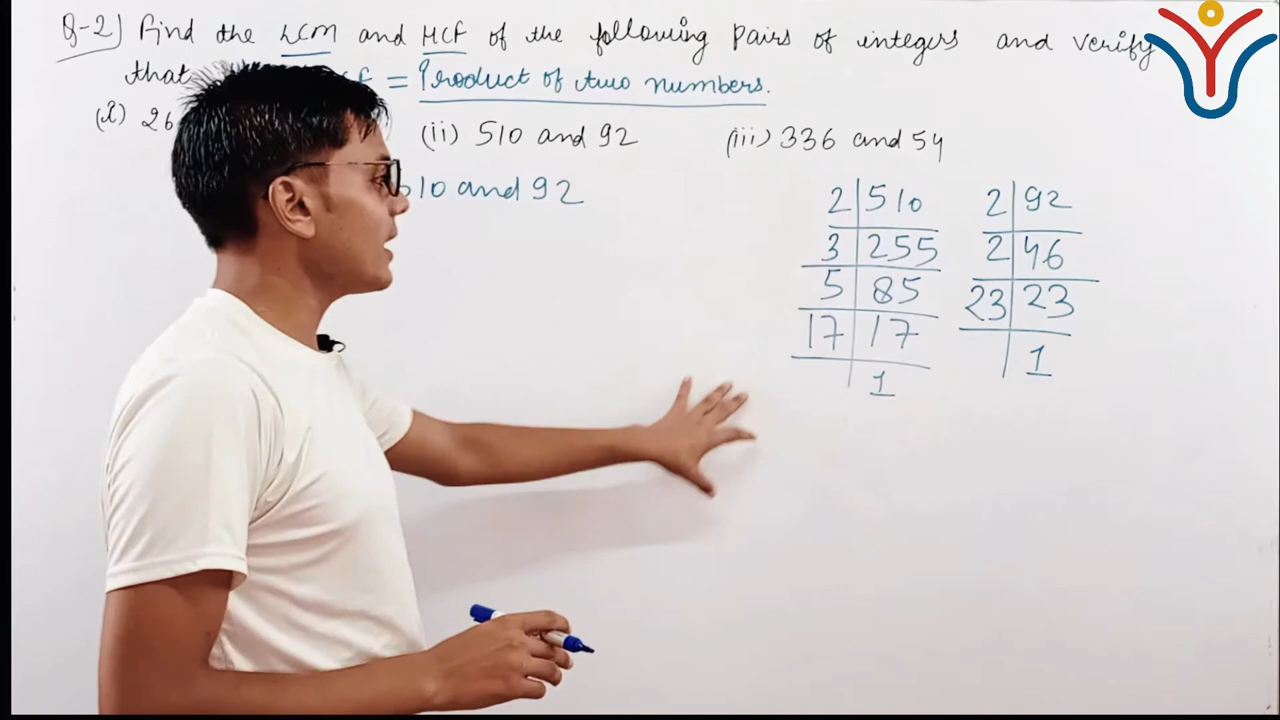 Q-2] Find the LCM and HCF of the following Pairs of integers and verify
that = Product of two numbers.
(i) 26 (ii) 510 and 92 (iii) 336 and 54
510 and 92
2 510 2 92
3 255 2 46
5 85 23 23
17 17 1
1